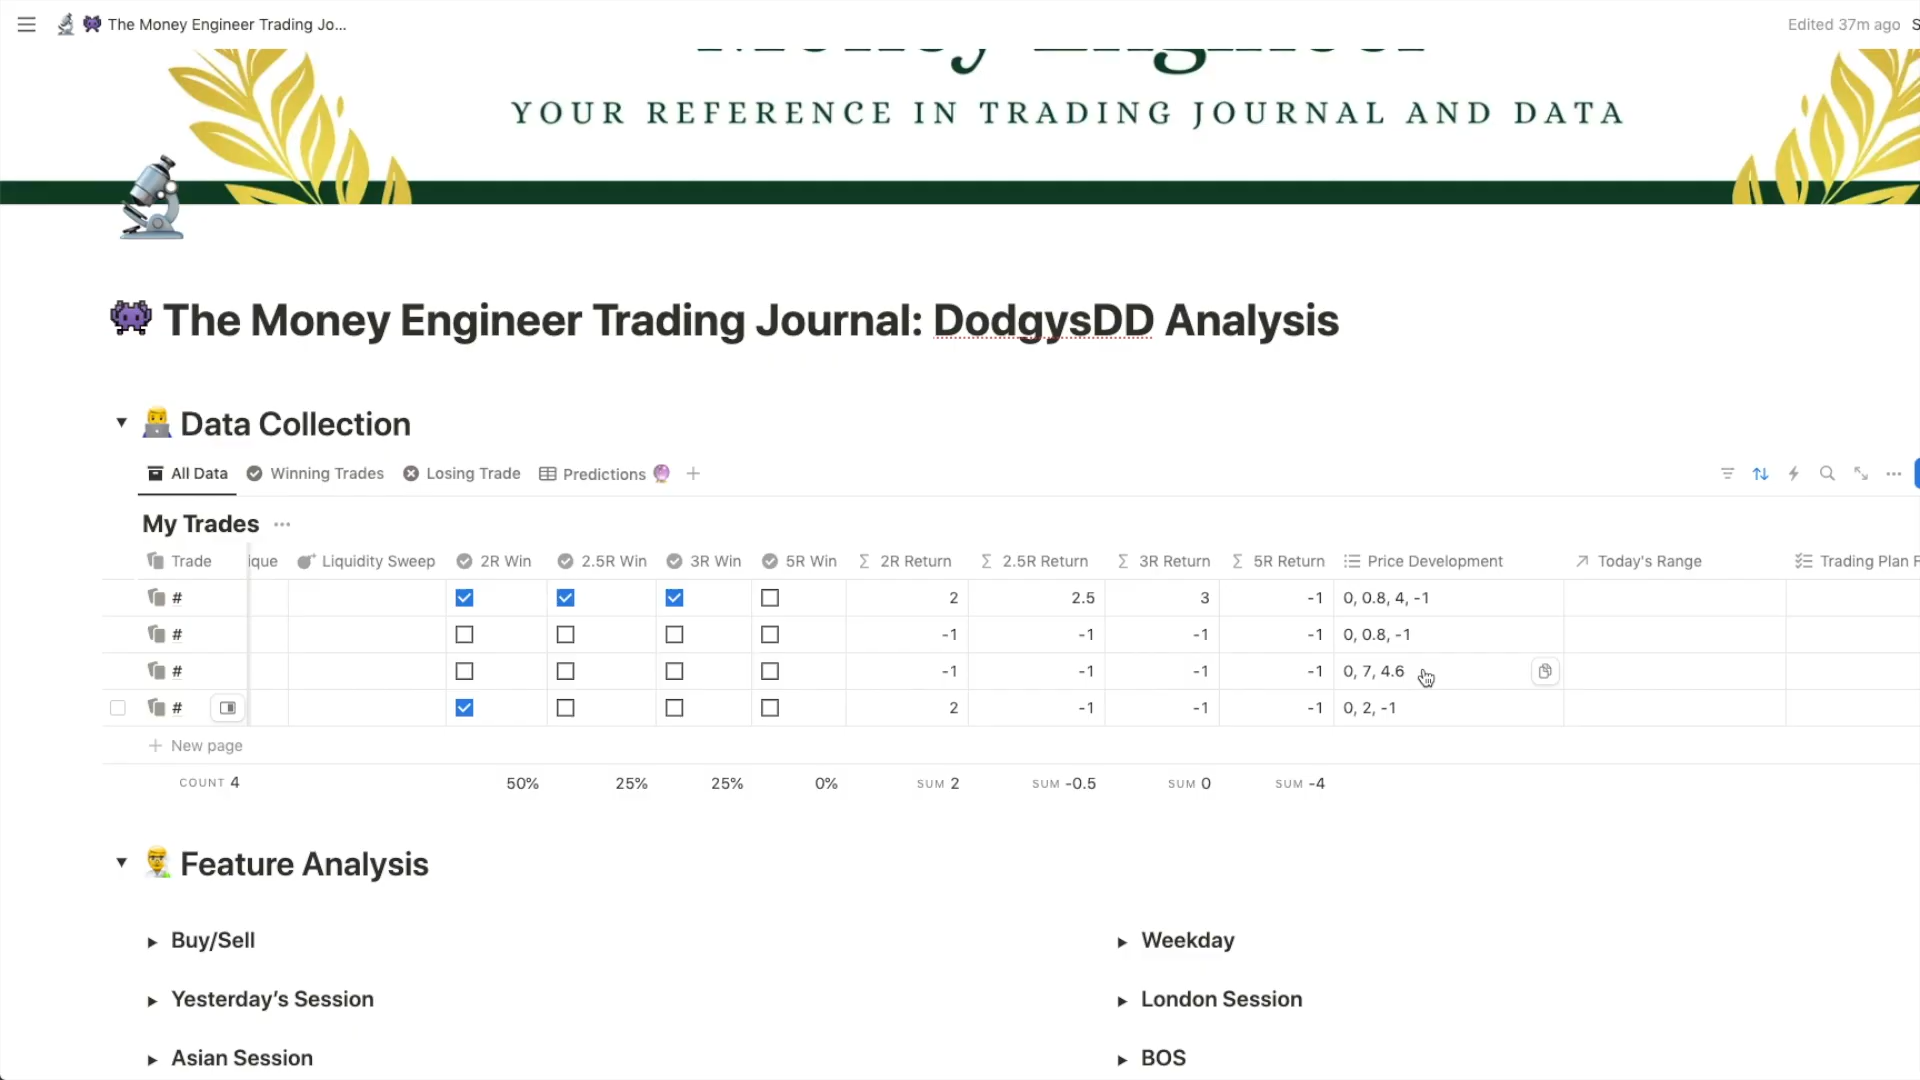 The Money Engineer Trading Jo...
Edited 37m ago
YOUR REFERENCE IN TRADING JOURNAL AND DATA
The Money Engineer Trading Journal: DodgysDD Analysis
Data Collection
All Data Winning Trades Losing Trade Predictions
My Trades
Trade ique Liquidity Sweep 2R Win 2.5R Win 3R Win 5R Win 2R Return 2.5R Return 3R Return 5R Return Price Development Today's Range Trading Plan F
# 2 2.5 3 -1 0, 0.8, 4, -1
# -1 -1 -1 -1 0, 0.8, -1
# -1 -1 -1 -1 0, 7, 4.6
# 2 -1 -1 -1 0, 2, -1
New page
COUNT 4 50% 25% 25% 0% SUM 2 SUM -0.5 SUM 0 SUM -4
Feature Analysis
Buy/Sell Weekday
Yesterday's Session London Session
Asian Session BOS